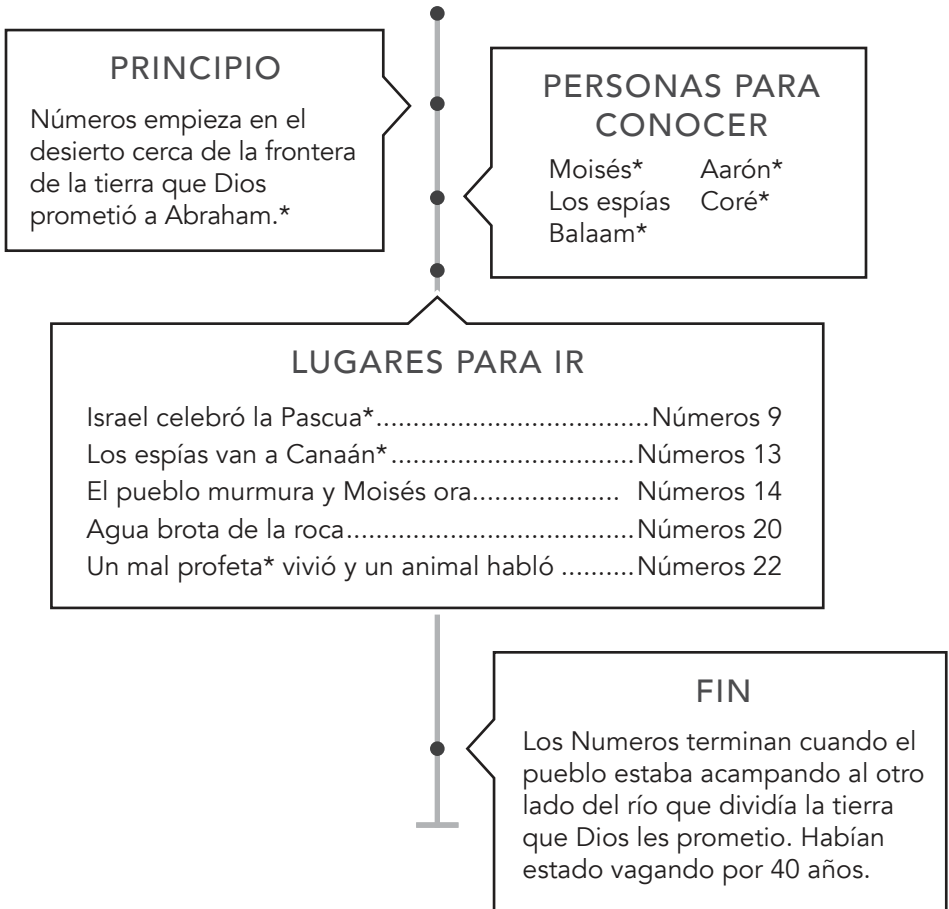 PRINCIPIO
Números empieza en el
desierto cerca de la frontera
de la tierra que Dios
prometió a Abraham.*
PERSONAS PARA
CONOCER
Moisés* Aarón*
Los espías Coré*
Balaam*
LUGARES PARA IR
Israel celebró la Pascua*.....................................Números 9
Los espías van a Canaán*.................................Números 13
El pueblo murmura y Moisés ora.................... Números 14
Agua brota de la roca.......................................Números 20
Un mal profeta* vivió y un animal habló ..........Números 22
FIN
Los Numeros terminan cuando el
pueblo estaba acampando al otro
lado del río que dividía la tierra
que Dios les prometio. Habían
estado vagando por 40 años.